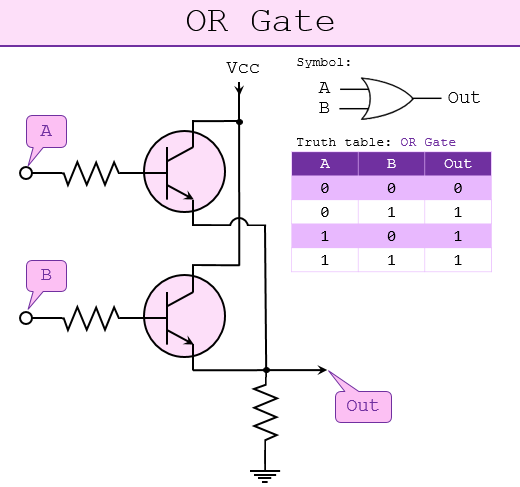 OR Gate
Vcc
Symbol:
A
B
Out
Truth table: OR Gate
A B Out
0 0 0
0 1 1
1 0 1
1 1 1
A
B
Out